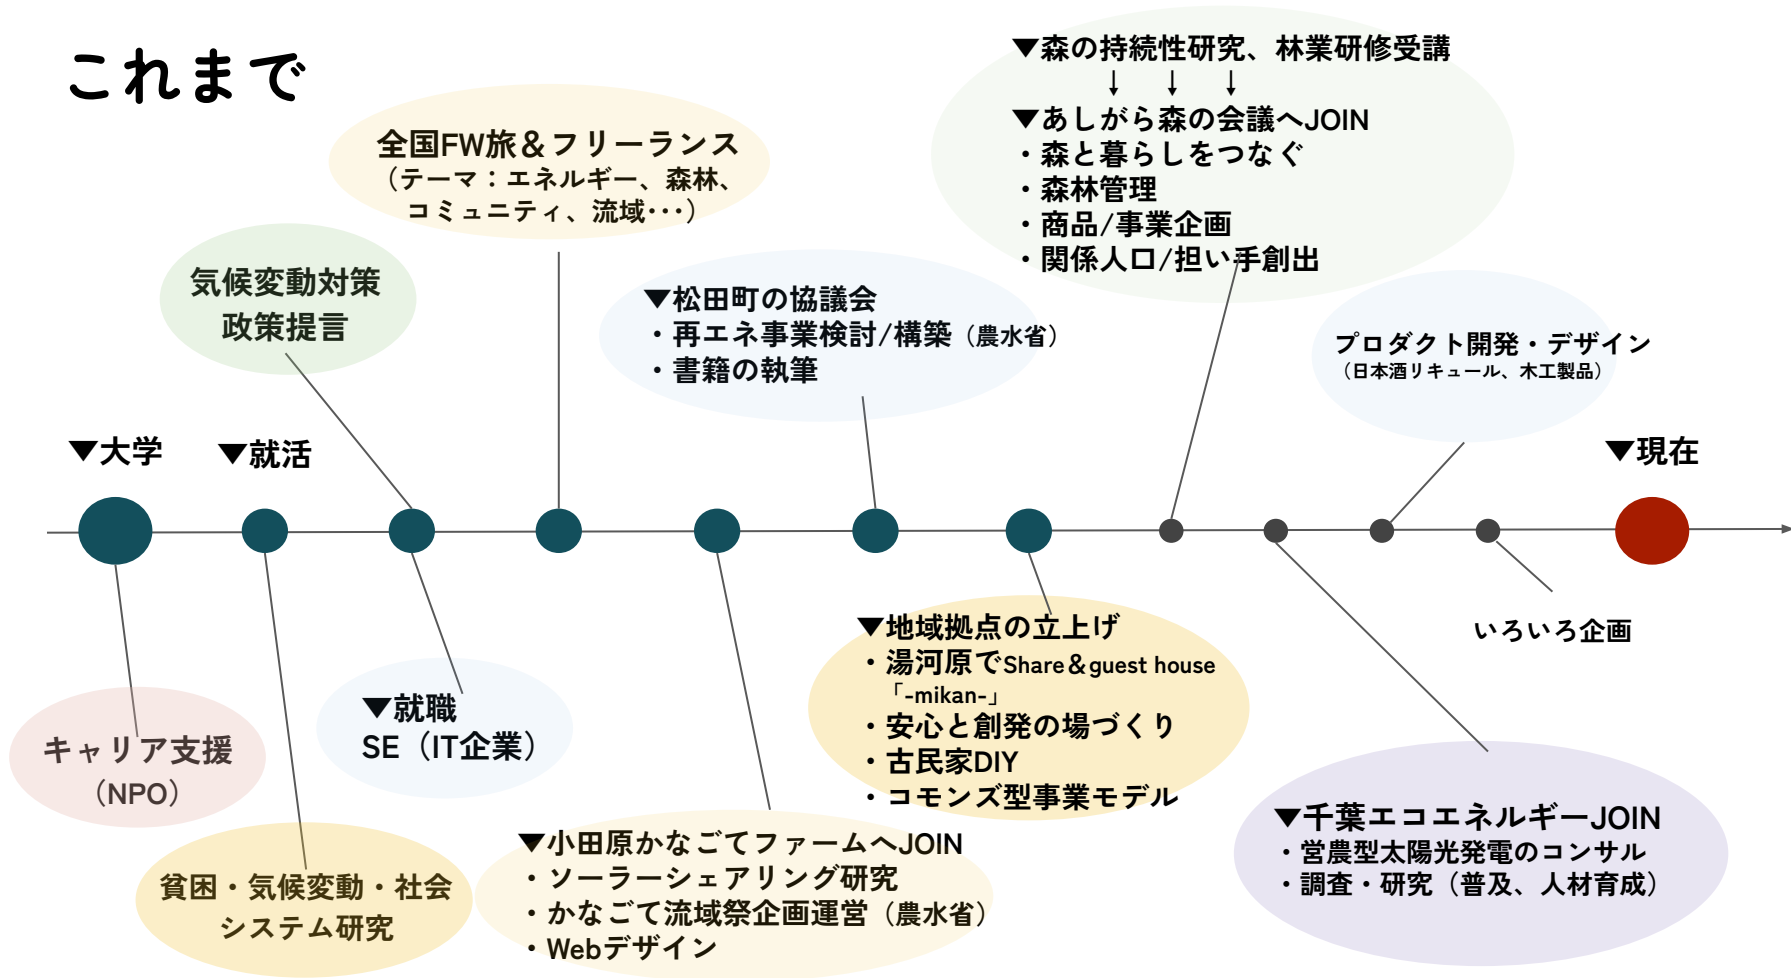 これまで
▼森の持続性研究、林業研修受講
↓ ↓ ↓
▼あしがら森の会議へJOIN
・森と暮らしをつなぐ
・森林管理
・商品/事業企画
・関係人口/担い手創出
全国FW旅＆フリーランス
（テーマ：エネルギー、森林、
コミュニティ、流域･･･）
気候変動対策
政策提言
▼松田町の協議会
・再エネ事業検討/構築（農水省）
・書籍の執筆
プロダクト開発・デザイン
（日本酒リキュール、木工製品）
▼大学
▼就活
▼現在
キャリア支援
（NPO）
貧困・気候変動・社会
システム研究
▼就職
SE（IT企業）
▼小田原かなごてファームへJOIN
・ソーラーシェアリング研究
・かなごて流域祭企画運営（農水省）
・Webデザイン
▼地域拠点の立上げ
・湯河原でShare＆guest house
「-mikan-」
・安心と創発の場づくり
・古民家DIY
・コモンズ型事業モデル
▼千葉エコエネルギーJOIN
・営農型太陽光発電のコンサル
・調査・研究（普及、人材育成）
いろいろ企画